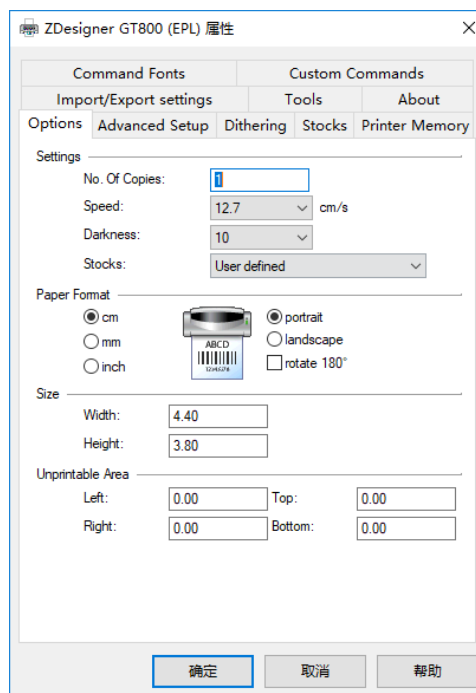 ZDesigner GT800 (EPL) 属性
Command Fonts Custom Commands
Import/Export settings Tools About
Options Advanced Setup Dithering Stocks Printer Memory
Settings
No. Of Copies: 1
Speed: 12.7 cm/s
Darkness: 10
Stocks: User defined
Paper Format
cm portrait
mm landscape
inch rotate 180°
ABCD
12345678
Size
Width: 4.40
Height: 3.80
Unprintable Area
Left: 0.00 Top: 0.00
Right: 0.00 Bottom: 0.00
确定 取消 帮助